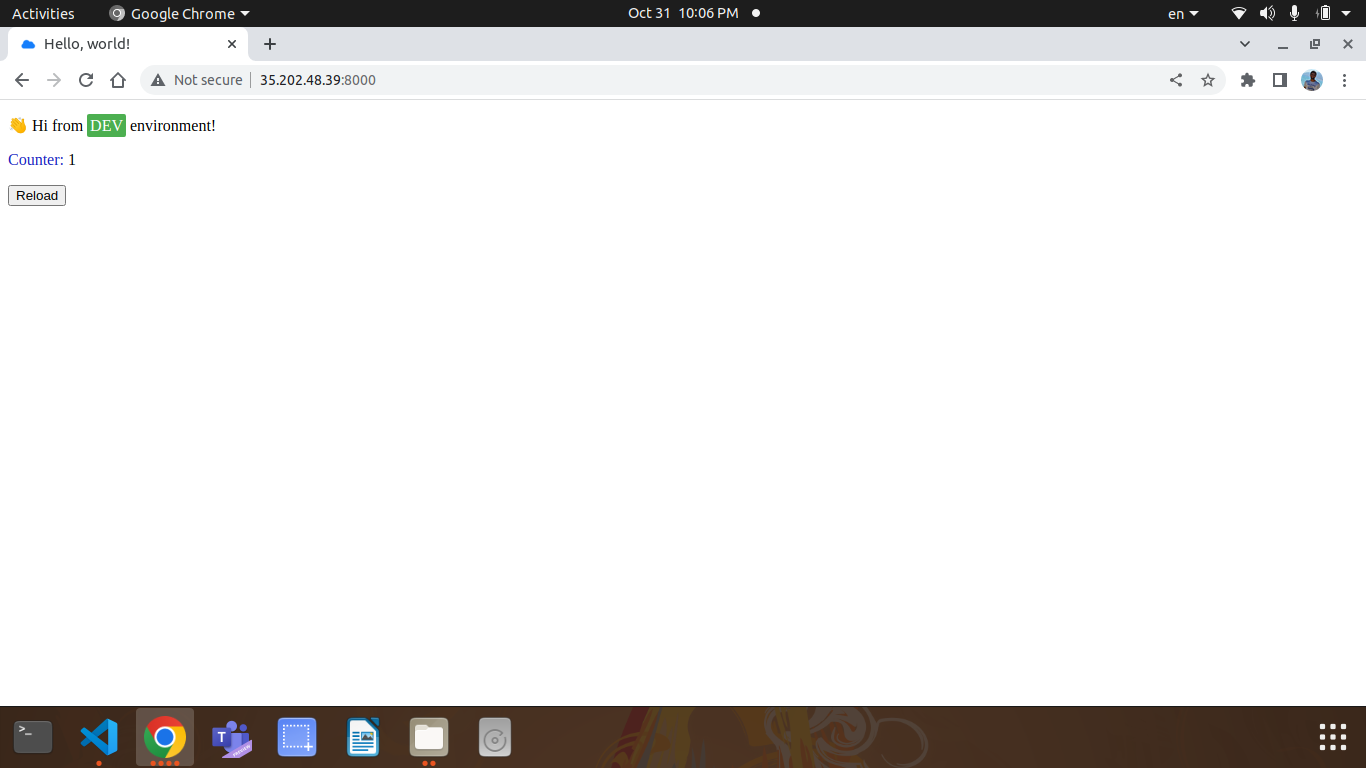 Activities
Google Chrome
Oct 31 10:06 PM
en
Hello, world!
Not secure
35.202.48.39:8000
👋 Hi from DEV environment!
Counter: 1
Reload
>_
T